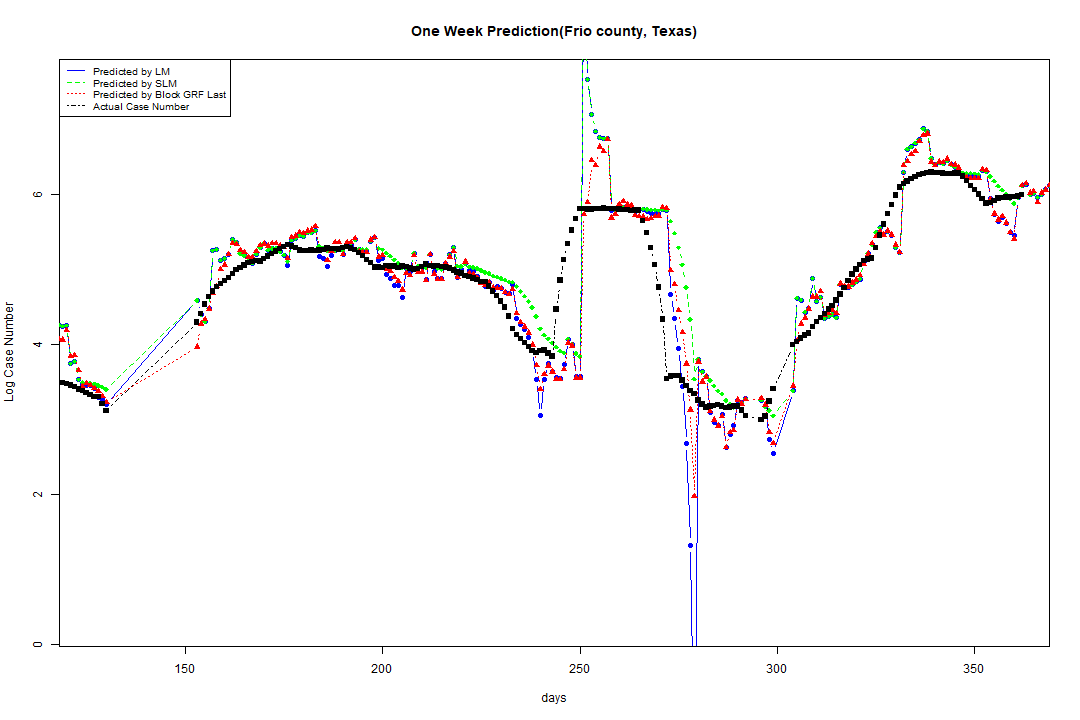 One Week Prediction(Frio county, Texas)
Predicted by LM
Predicted by SLM
Predicted by Block GRF Last
Actual Case Number
Log Case Number
6
4
2
0
150 200 250 300 350
days